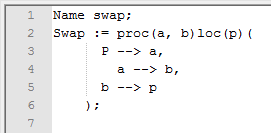 1 Name swap;
2 Swap := proc(a, b)loc(p)(
3 P --> a,
4 a --> b,
5 b --> p
6 );
7